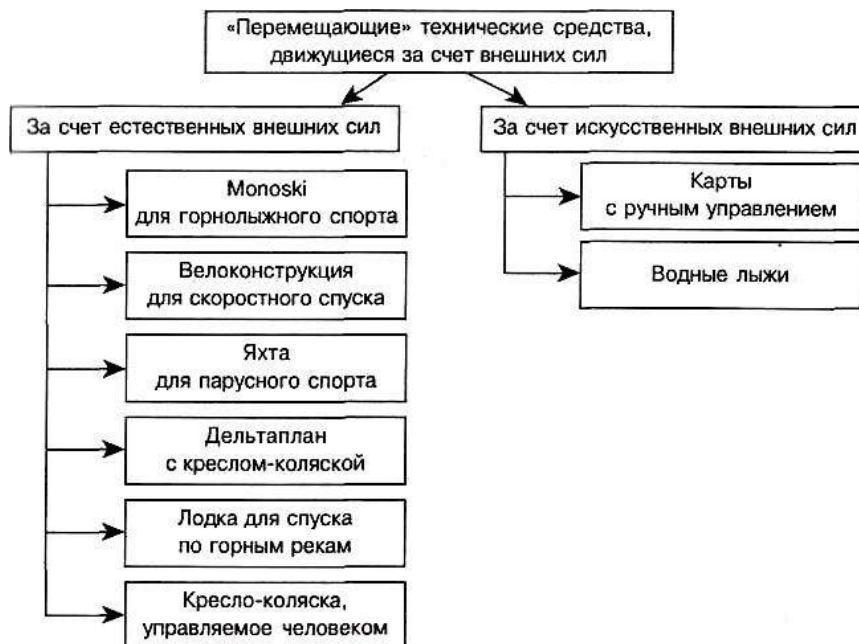 «Перемещающие» технические средства,
движущиеся за счет внешних сил
За счет естественных внешних сил
Monoski
для горнолыжного спорта
Велоконструкция
для скоростного спуска
Яхта
для парусного спорта
Дельтаплан
с креслом-коляской
Лодка для спуска
по горным рекам
Кресло-коляска,
управляемое человеком
За счет искусственных внешних сил
Карты
с ручным управлением
Водные лыжи